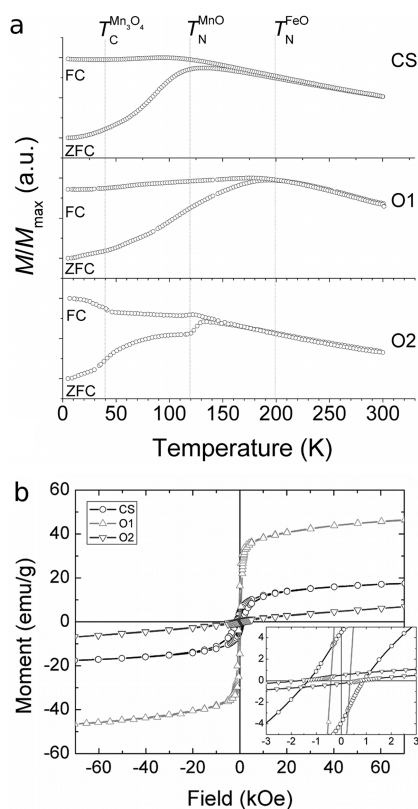 a
T_C^Mn3O4 T_N^MnO T_N^FeO
CS
FC
ZFC
O1
FC
ZFC
O2
FC
ZFC
M/Mmax (a.u.)
0 50 100 150 200 250 300
Temperature (K)
b
60
40
20
0
-20
-40
-60
CS
O1
O2
Moment (emu/g)
4
2
0
-2
-4
-3 -2 -1 0 1 2 3
-60 -40 -20 0 20 40 60
Field (kOe)